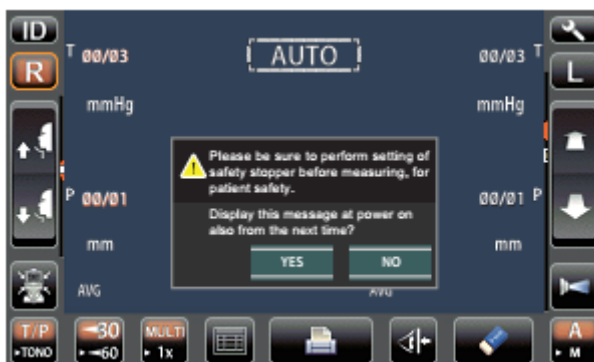 ID
R
T 00/03
mmHg
AUTO
00/03 T
mmHg
L
Please be sure to perform setting of
safety stopper before measuring, for
patient safety.
Display this message at power on
also from the next time?
YES
NO
P 00/01
mm
AVG
00/01 P
mm
T/P
▸TONO
30
▸ 60
MULTI
▸ 1x
A
▸ M